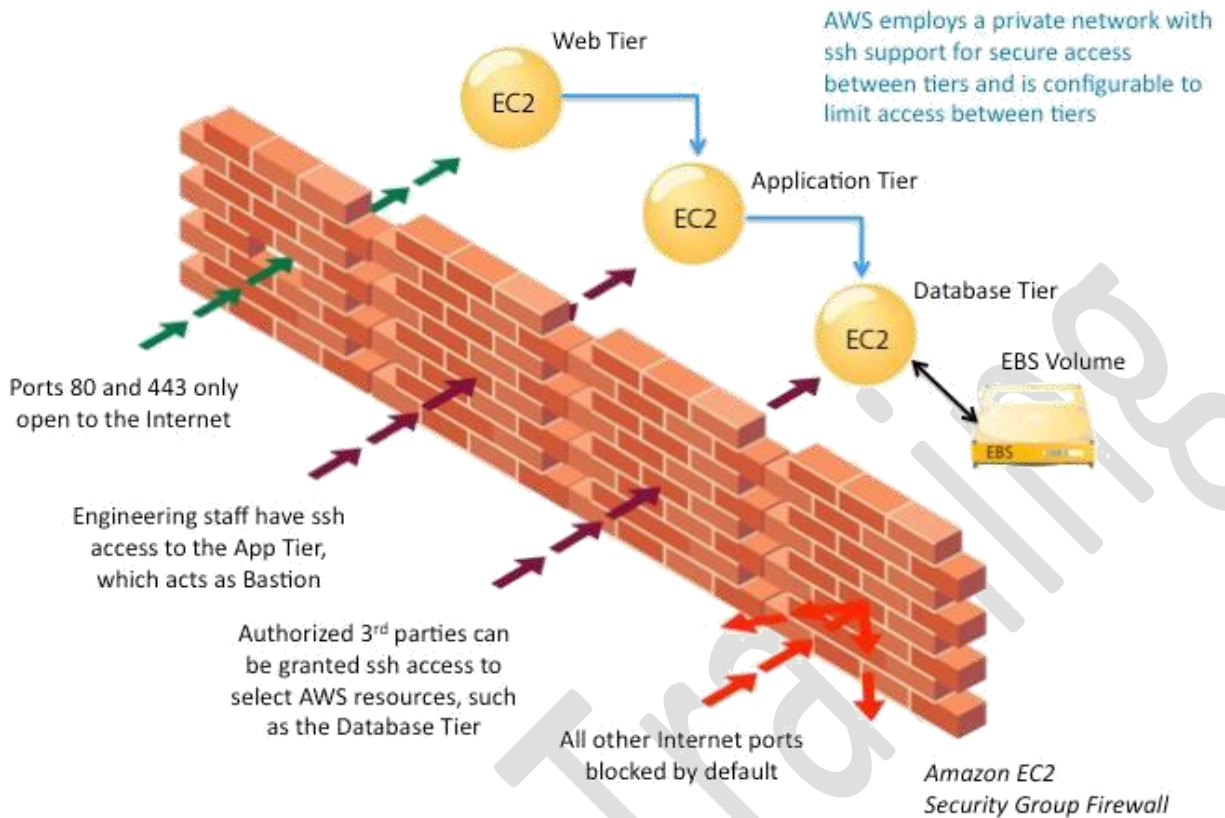 Web Tier
AWS employs a private network with
ssh support for secure access
between tiers and is configurable to
limit access between tiers
EC2
Application Tier
EC2
Database Tier
EC2
EBS Volume
EBS
Ports 80 and 443 only
open to the Internet
Engineering staff have ssh
access to the App Tier,
which acts as Bastion
Authorized 3rd parties can
be granted ssh access to
select AWS resources, such
as the Database Tier
All other Internet ports
blocked by default
Amazon EC2
Security Group Firewall